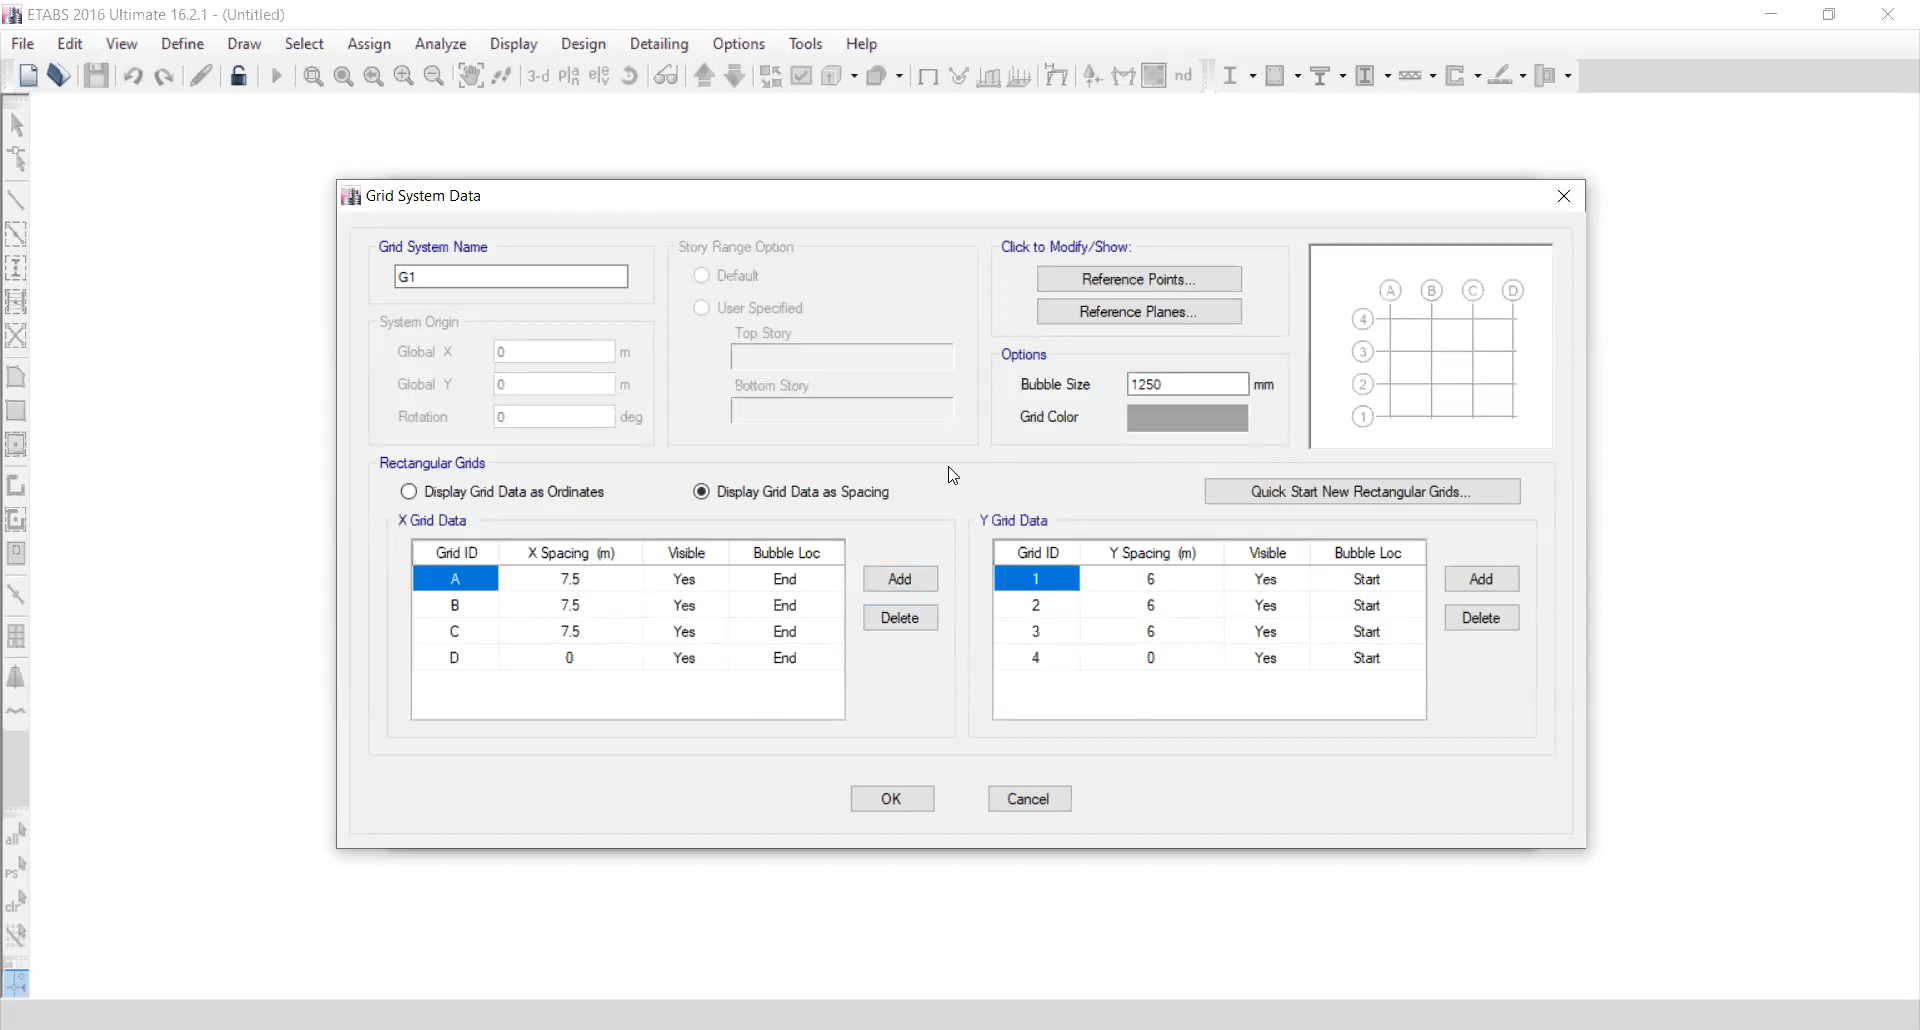 ETABS 2016 Ultimate 16.2.1 - (Untitled)
File Edit View Define Draw Select Assign Analyze Display Design Detailing Options Tools Help
3-d nd
Grid System Data
Grid System Name
G1
System Origin
Global X 0 m
Global Y 0 m
Rotation 0 deg
Story Range Option
Default
User Specified
Top Story
Bottom Story
Click to Modify/Show:
Reference Points...
Reference Planes...
Options
Bubble Size 1250 mm
Grid Color
A B C D
4
3
2
1
Rectangular Grids
Display Grid Data as Ordinates Display Grid Data as Spacing Quick Start New Rectangular Grids...
X Grid Data
Grid ID X Spacing (m) Visible Bubble Loc
A 7.5 Yes End
B 7.5 Yes End
C 7.5 Yes End
D 0 Yes End
Add
Delete
Y Grid Data
Grid ID Y Spacing (m) Visible Bubble Loc
1 6 Yes Start
2 6 Yes Start
3 6 Yes Start
4 0 Yes Start
Add
Delete
OK Cancel
all
ps
clr